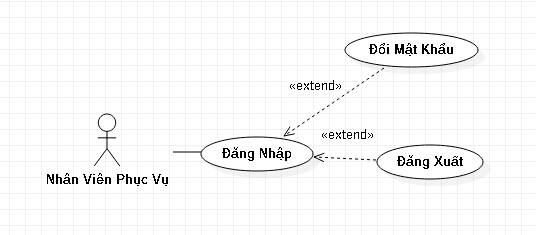 Đổi Mật Khẩu
«extend»
«extend»
Đăng Nhập
Đăng Xuất
Nhân Viên Phục Vụ